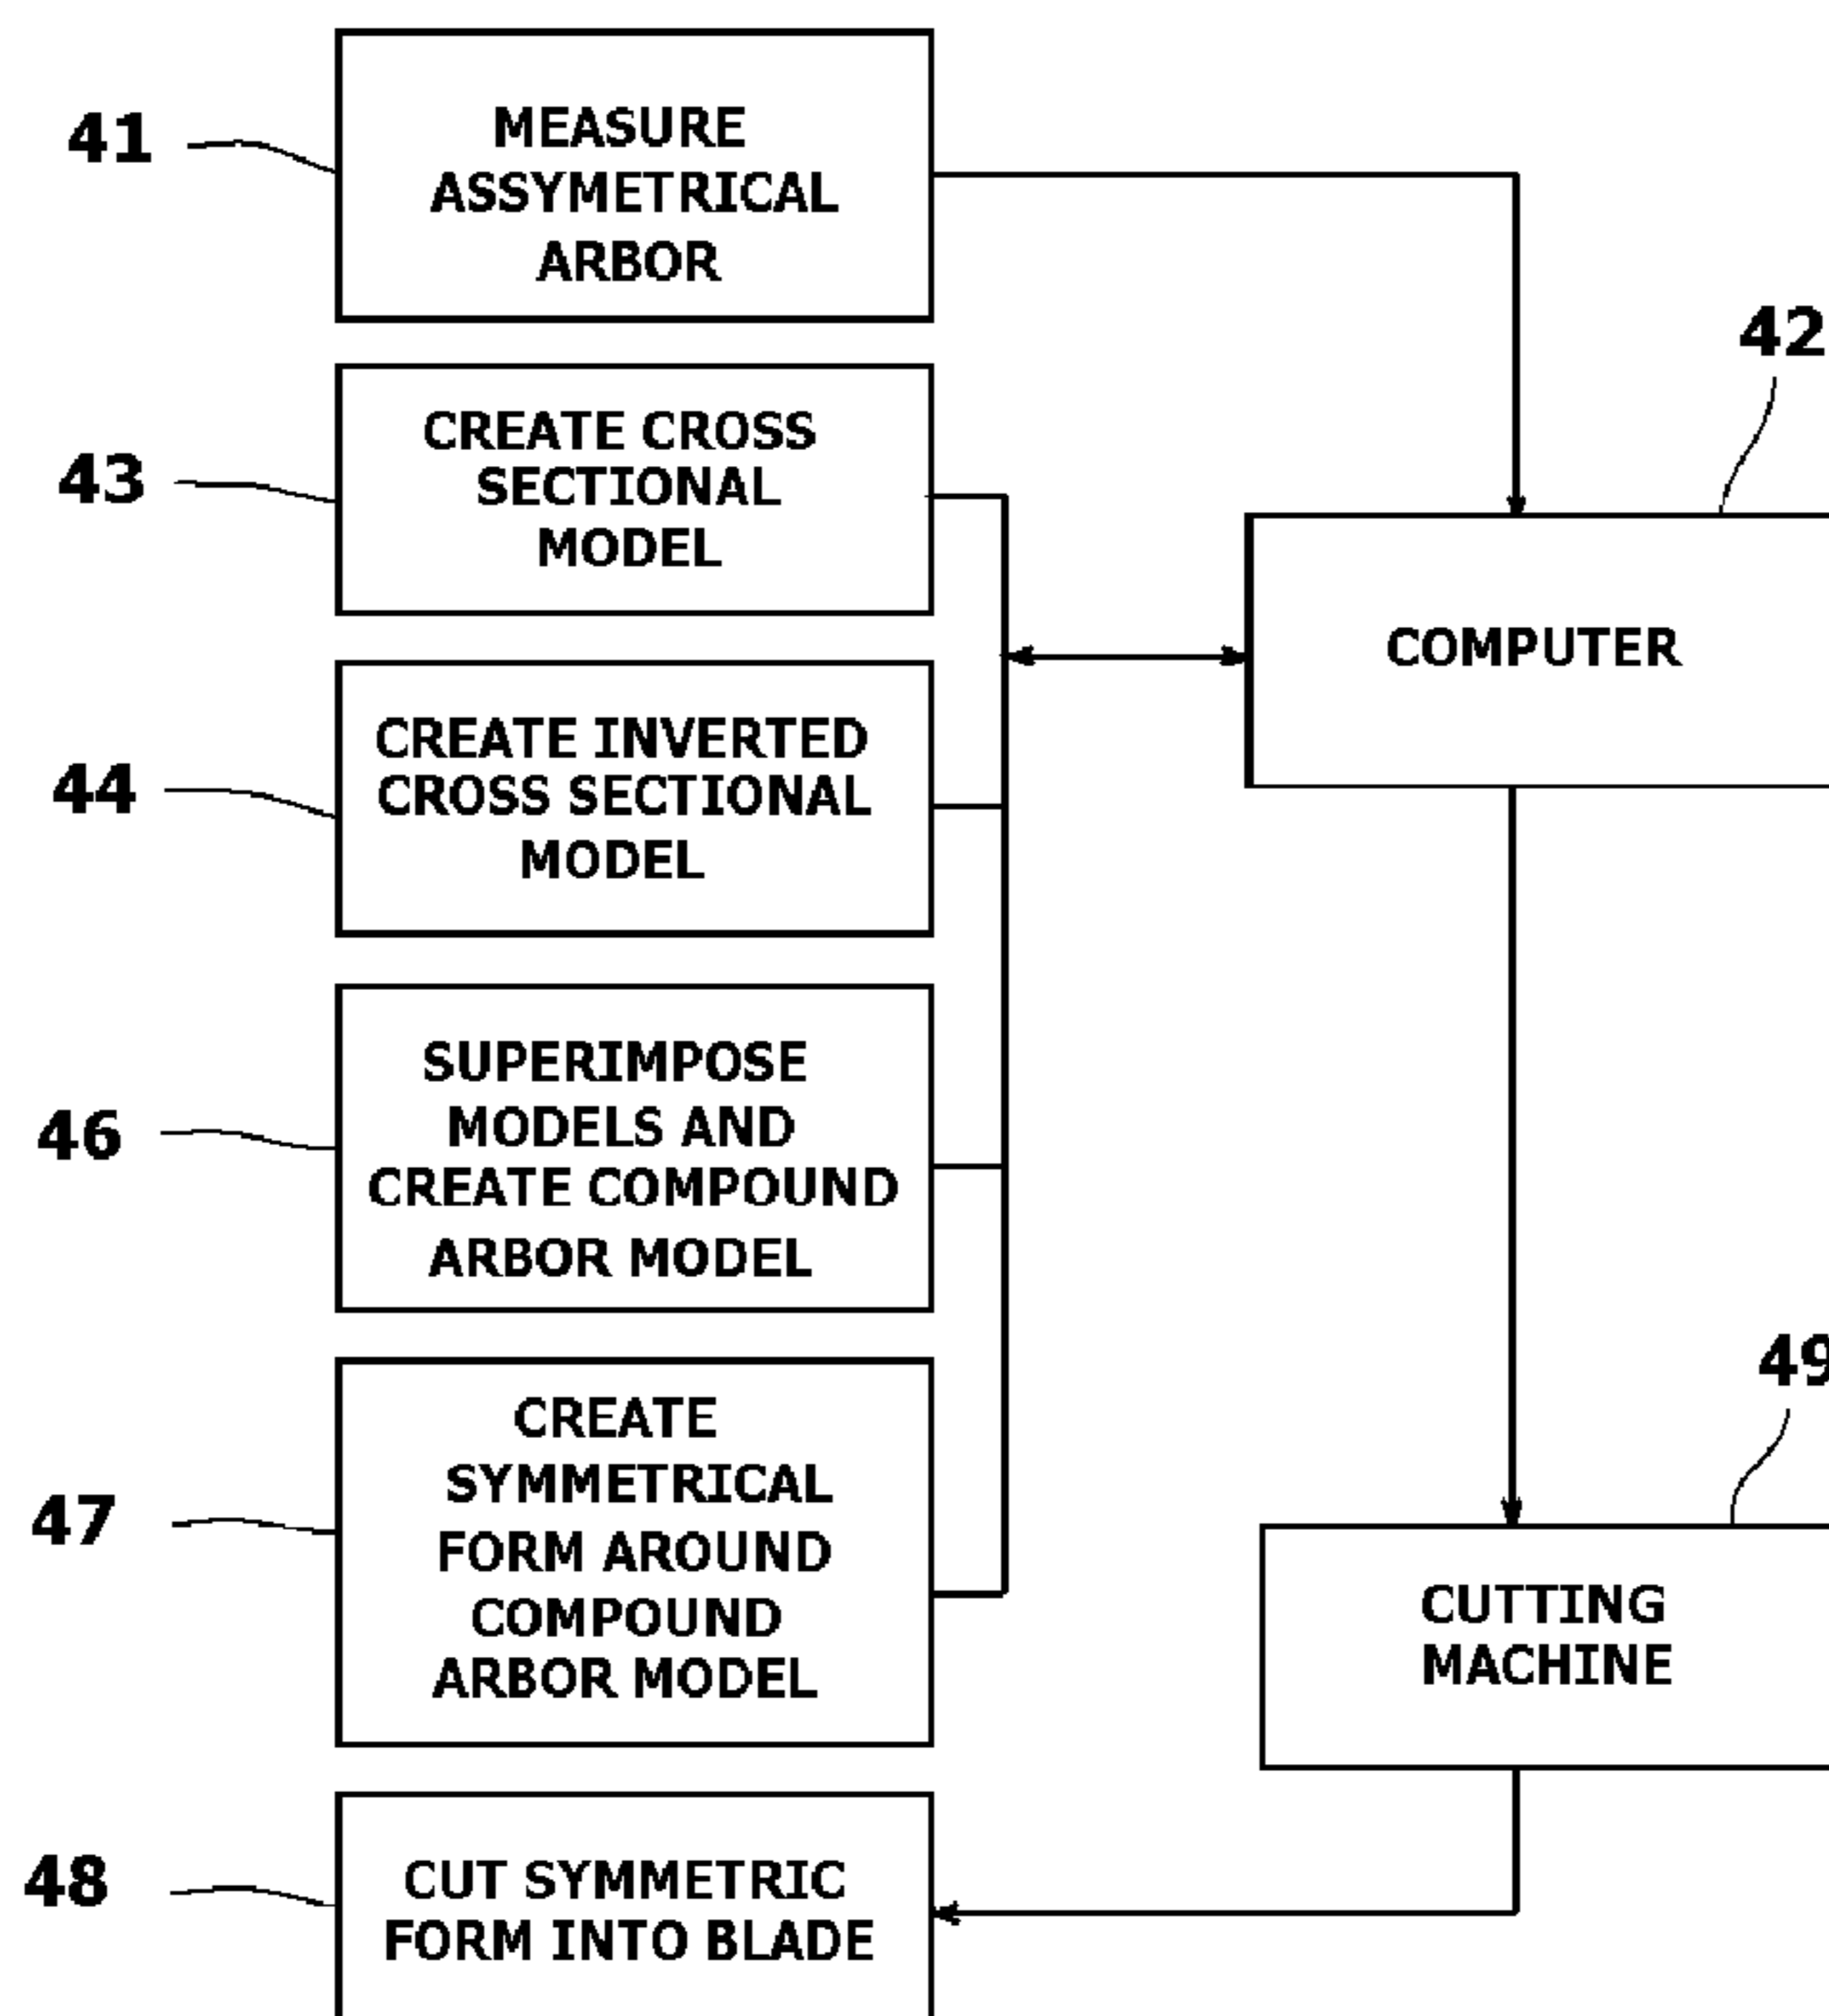 41
MEASURE
ASSYMETRICAL
ARBOR
42
43
CREATE CROSS
SECTIONAL
MODEL
COMPUTER
44
CREATE INVERTED
CROSS SECTIONAL
MODEL
46
SUPERIMPOSE
MODELS AND
CREATE COMPOUND
ARBOR MODEL
47
CREATE
SYMMETRICAL
FORM AROUND
COMPOUND
ARBOR MODEL
49
CUTTING
MACHINE
48
CUT SYMMETRIC
FORM INTO BLADE